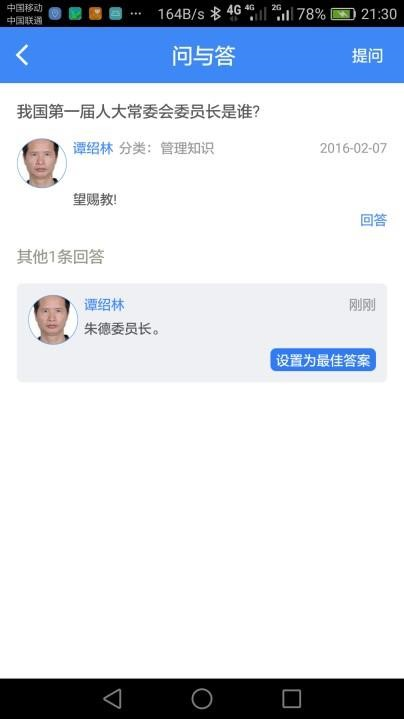 中国移动
中国联通
... 164B/s 4G 4G 2G 78% 21:30
问与答
提问
我国第一届人大常委会委员长是谁?
谭绍林 分类：管理知识 2016-02-07
望赐教!
回答
其他1条回答
谭绍林 刚刚
朱德委员长。
设置为最佳答案